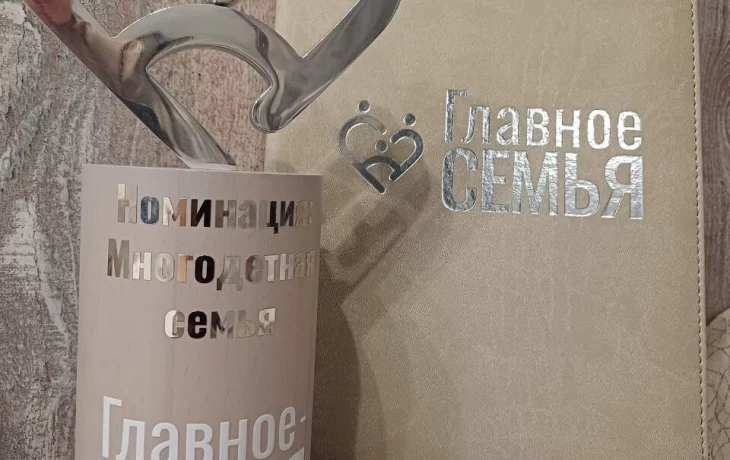 Номинация:
Многодетная
семья
Главное-
Главное
СЕМЬЯ